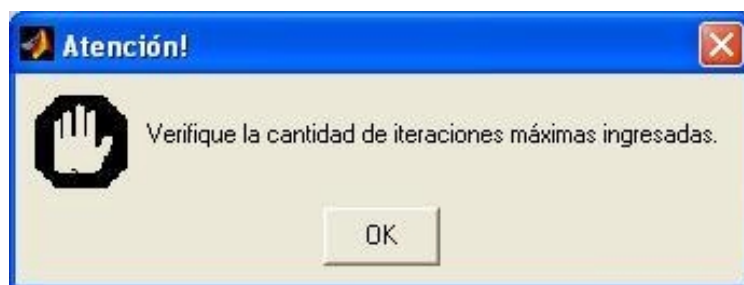 Atención!
Verifique la cantidad de iteraciones máximas ingresadas.
OK